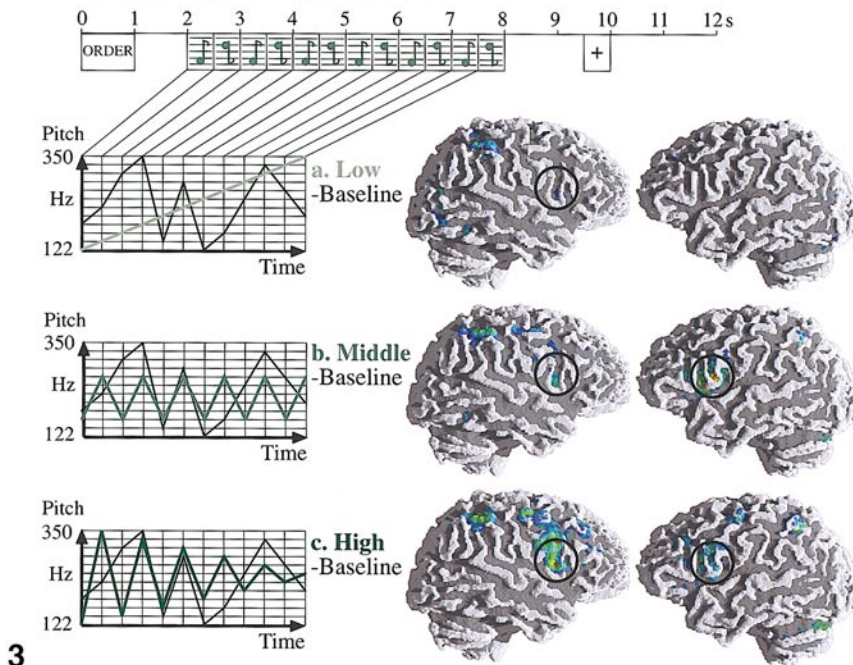 0 1 2 3 4 5 6 7 8 9 10 11 12 s
ORDER
+
Pitch
350
Hz
122
Time
a. Low
-Baseline
Pitch
350
Hz
122
Time
b. Middle
-Baseline
Pitch
350
Hz
122
Time
c. High
-Baseline
3